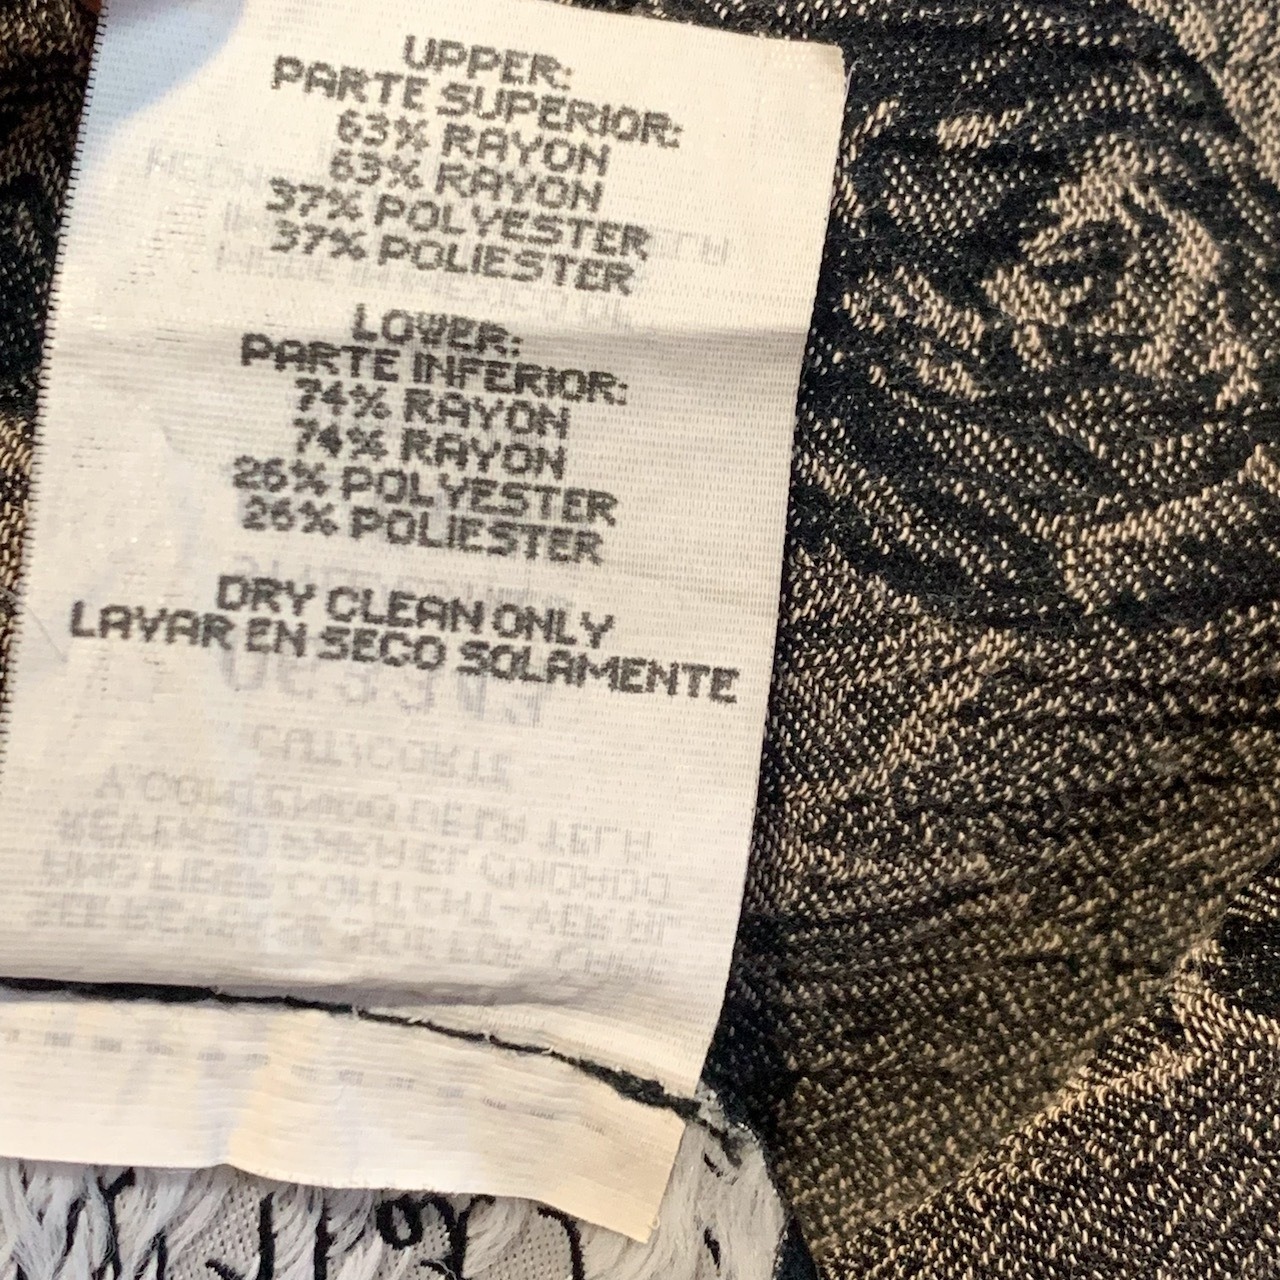 UPPER:
PARTE SUPERIOR:
63% RAYON
63% RAYON
37% POLYESTER
37% POLIESTER
LOWER:
PARTE INFERIOR:
74% RAYON
74% RAYON
26% POLYESTER
26% POLIESTER
DRY CLEAN ONLY
LAVAR EN SECO SOLAMENTE